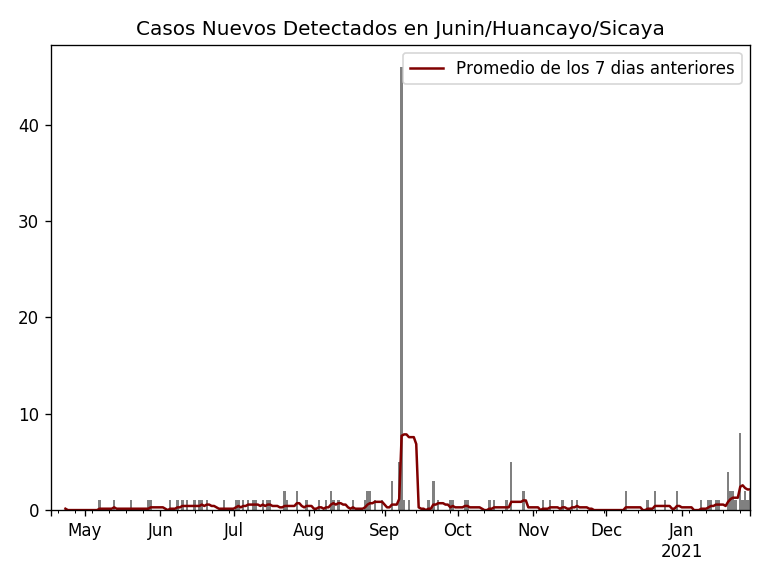 Casos Nuevos Detectados en Junin/Huancayo/Sicaya
Promedio de los 7 dias anteriores
40
30
20
10
0
May Jun Jul Aug Sep Oct Nov Dec Jan
2021